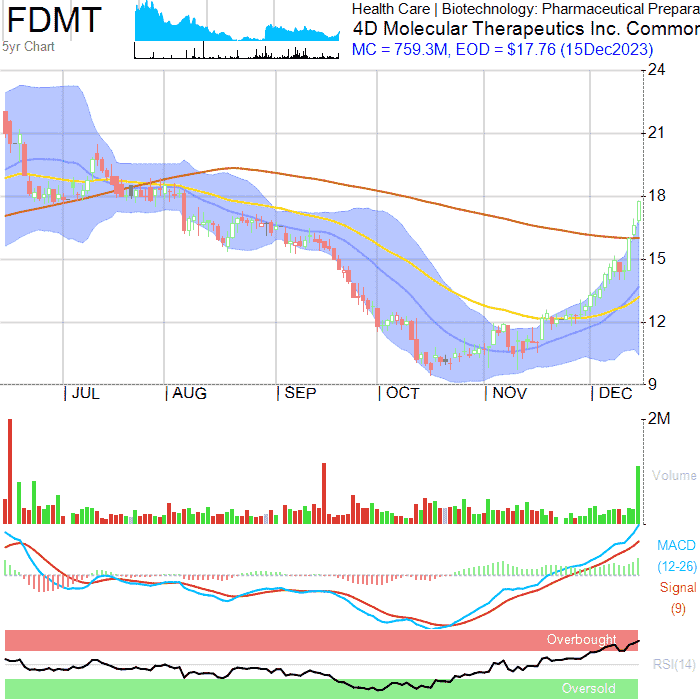 FDMT
5yr Chart
Health Care | Biotechnology: Pharmaceutical Prepara
4D Molecular Therapeutics Inc. Common
MC = 759.3M, EOD = $17.76 (15Dec2023)
24
21
18
15
12
9
JUL
AUG
SEP
OCT
NOV
DEC
2M
Volume
MACD
(12-26)
Signal
(9)
Overbought
RSI(14)
Oversold